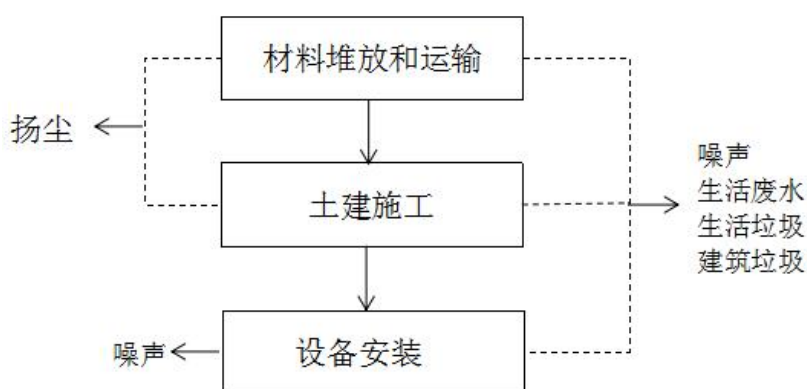 材料堆放和运输
扬尘
土建施工
噪声
生活废水
生活垃圾
建筑垃圾
噪声
设备安装